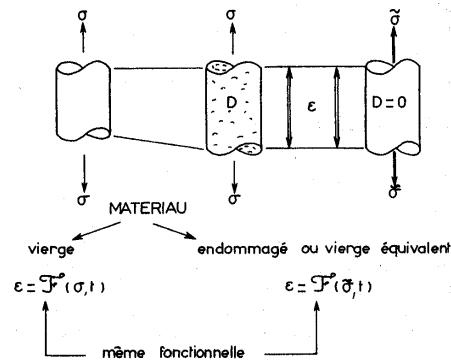 σ σ σ̃
D ε D=0
σ σ σ̃
MATERIAU
vierge endommagé ou vierge équivalent
ε = ℱ(σ,t) ε = ℱ(σ̃,t)
même fonctionnelle